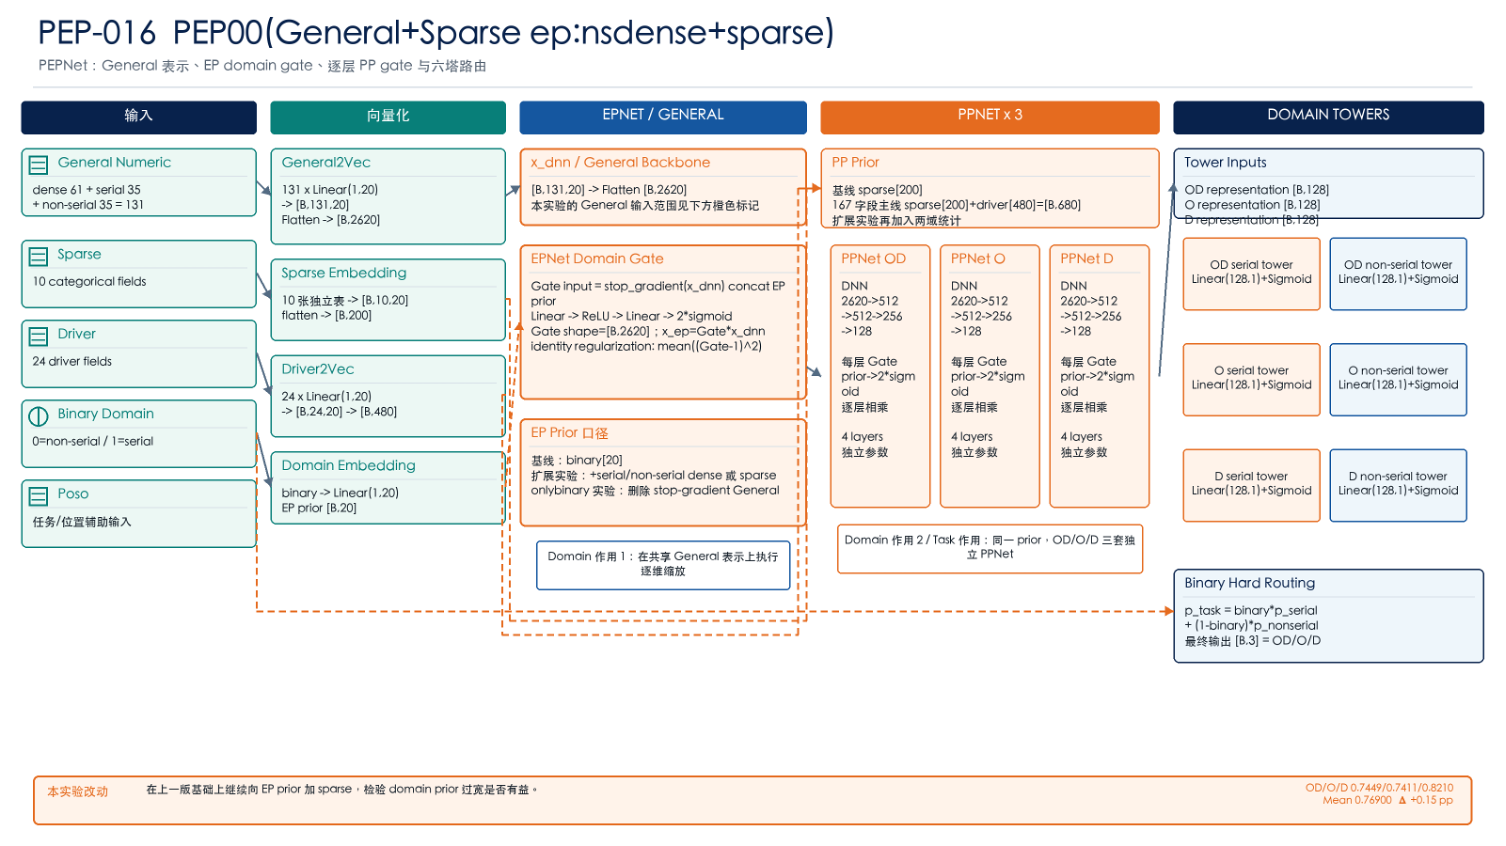 PEP-016 PEP00(General+Sparse ep:nsdense+sparse)
PEPNet：General 表示、EP domain gate、逐层 PP gate 与六塔路由
输入
General Numeric
dense 61 + serial 35
+ non-serial 35 = 131
Sparse
10 categorical fields
Driver
24 driver fields
Binary Domain
0=non-serial / 1=serial
Poso
任务/位置辅助输入
向量化
General2Vec
131 x Linear(1,20)
-> [B,131,20]
Flatten -> [B,2620]
Sparse Embedding
10 张独立表 -> [B,10,20]
flatten -> [B,200]
Driver2Vec
24 x Linear(1,20)
-> [B,24,20] -> [B,480]
Domain Embedding
binary -> Linear(1,20)
EP prior [B,20]
EPNET / GENERAL
x_dnn / General Backbone
[B,131,20] -> Flatten [B,2620]
本实验的 General 输入范围见下方橙色标记
EPNet Domain Gate
Gate input = stop_gradient(x_dnn) concat EP
prior
Linear -> ReLU -> Linear -> 2*sigmoid
Gate shape=[B,2620]；x_ep=Gate*x_dnn
identity regularization: mean((Gate-1)^2)
EP Prior 口径
基线：binary[20]
扩展实验：+serial/non-serial dense 或 sparse
onlybinary 实验：删除 stop-gradient General
Domain 作用 1：在共享 General 表示上执行
逐维缩放
PPNET x 3
PP Prior
基线 sparse[200]
167 字段主线 sparse[200]+driver[480]=[B,680]
扩展实验再加入两域统计
PPNet OD
DNN
2620->512
->512->256
->128
每层 Gate
prior->2*sigm
oid
逐层相乘
4 layers
独立参数
PPNet O
DNN
2620->512
->512->256
->128
每层 Gate
prior->2*sigm
oid
逐层相乘
4 layers
独立参数
PPNet D
DNN
2620->512
->512->256
->128
每层 Gate
prior->2*sigm
oid
逐层相乘
4 layers
独立参数
Domain 作用 2 / Task 作用：同一 prior，OD/O/D 三套独
立 PPNet
DOMAIN TOWERS
Tower Inputs
OD representation [B,128]
O representation [B,128]
D representation [B,128]
OD serial tower
Linear(128,1)+Sigmoid
OD non-serial tower
Linear(128,1)+Sigmoid
O serial tower
Linear(128,1)+Sigmoid
O non-serial tower
Linear(128,1)+Sigmoid
D serial tower
Linear(128,1)+Sigmoid
D non-serial tower
Linear(128,1)+Sigmoid
Binary Hard Routing
p_task = binary*p_serial
+ (1-binary)*p_nonserial
最终输出 [B,3] = OD/O/D
本实验改动
在上一版基础上继续向 EP prior 加 sparse，检验 domain prior 过宽是否有益。
OD/O/D 0.7449/0.7411/0.8210
Mean 0.76900 Δ +0.15 pp